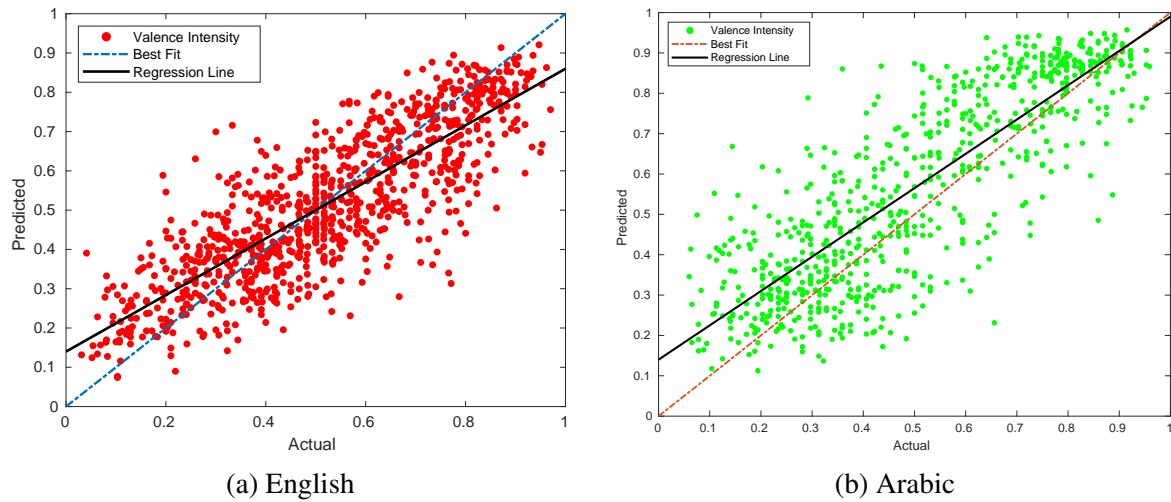 1
0.9
0.8
0.7
0.6
0.5
0.4
0.3
0.2
0.1
0
Predicted
Valence Intensity
Best Fit
Regression Line
0 0.2 0.4 0.6 0.8 1
Actual
(a) English
1
0.9
0.8
0.7
0.6
0.5
0.4
0.3
0.2
0.1
0
Predicted
Valence Intensity
Best Fit
Regression Line
0 0.1 0.2 0.3 0.4 0.5 0.6 0.7 0.8 0.9 1
Actual
(b) Arabic